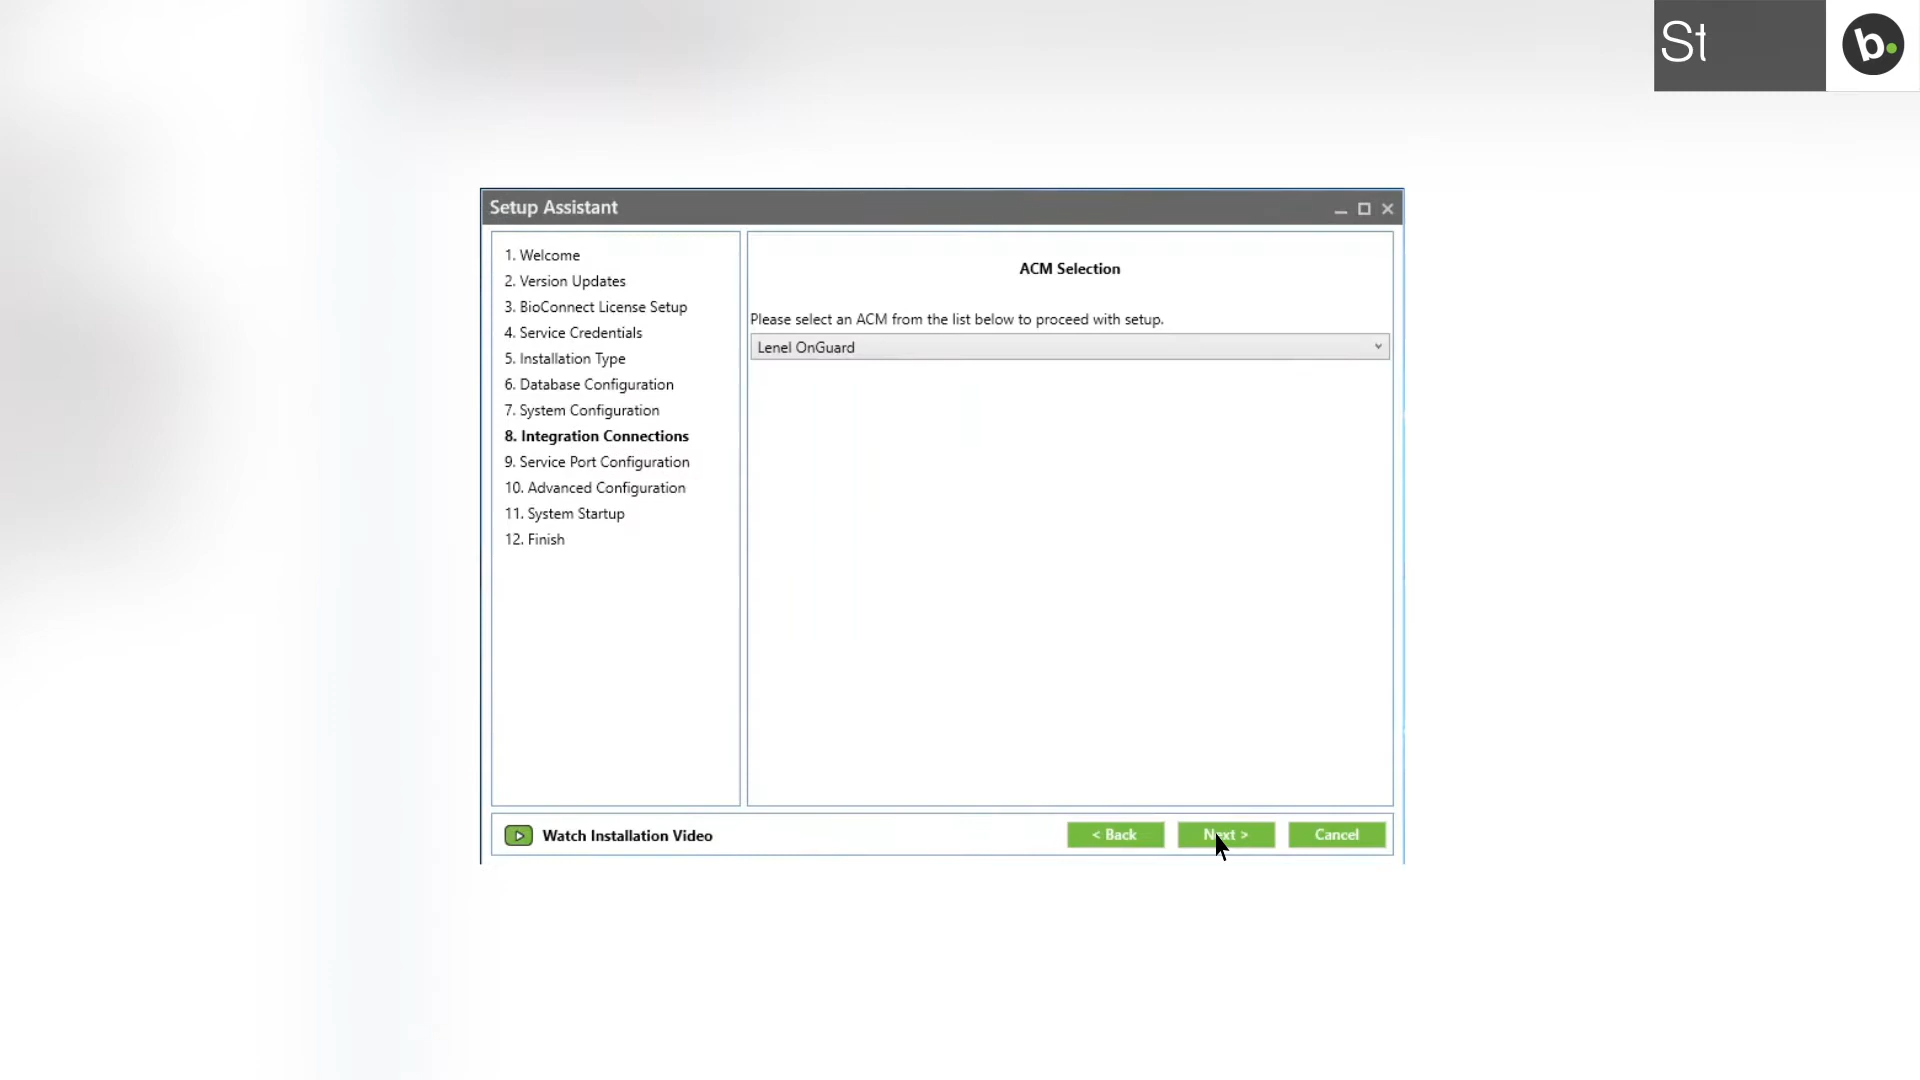 St
b.
Setup Assistant
1. Welcome
2. Version Updates
3. BioConnect License Setup
4. Service Credentials
5. Installation Type
6. Database Configuration
7. System Configuration
8. Integration Connections
9. Service Port Configuration
10. Advanced Configuration
11. System Startup
12. Finish
ACM Selection
Please select an ACM from the list below to proceed with setup.
Lenel OnGuard
Watch Installation Video
< Back
Next >
Cancel